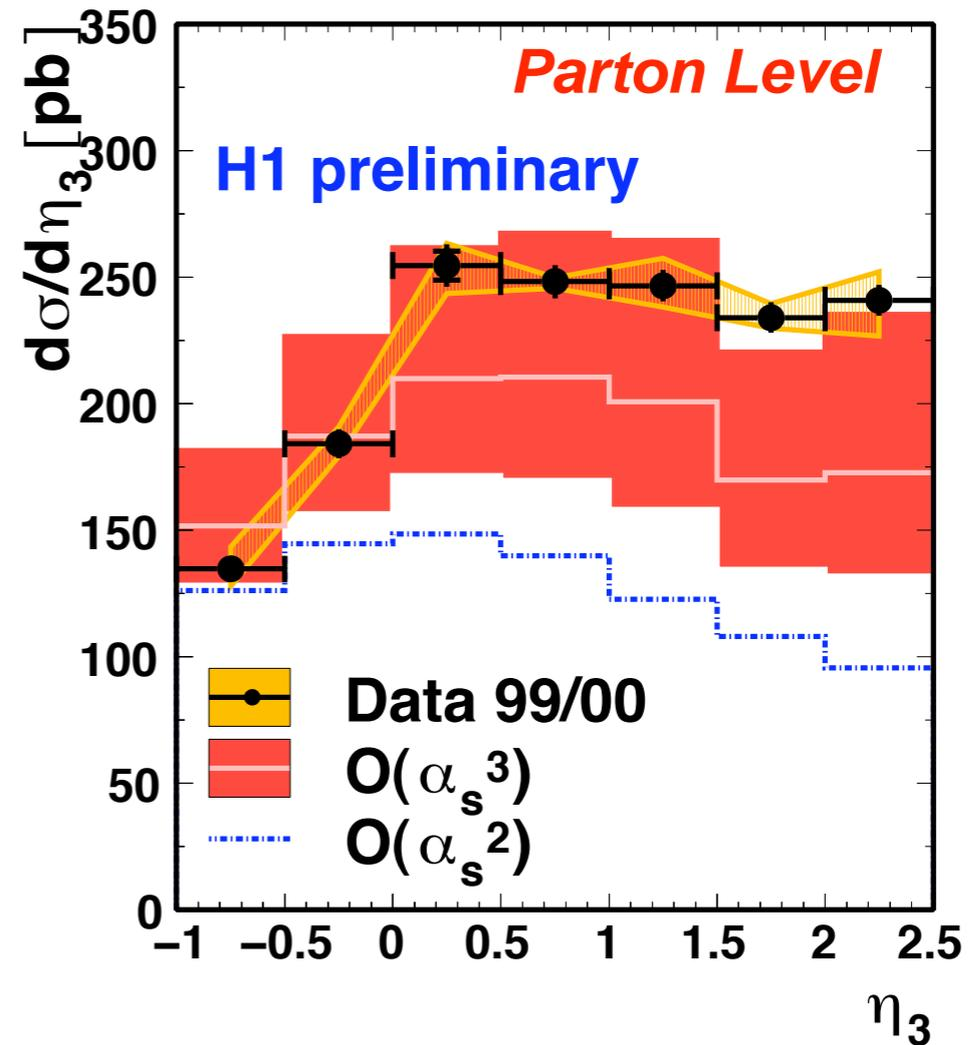 dσ/dη₃ [pb]
Parton Level
H1 preliminary
350
300
250
200
150
100
50
0
Data 99/00
O(αₛ³)
O(αₛ²)
−1 −0.5 0 0.5 1 1.5 2 2.5
η₃